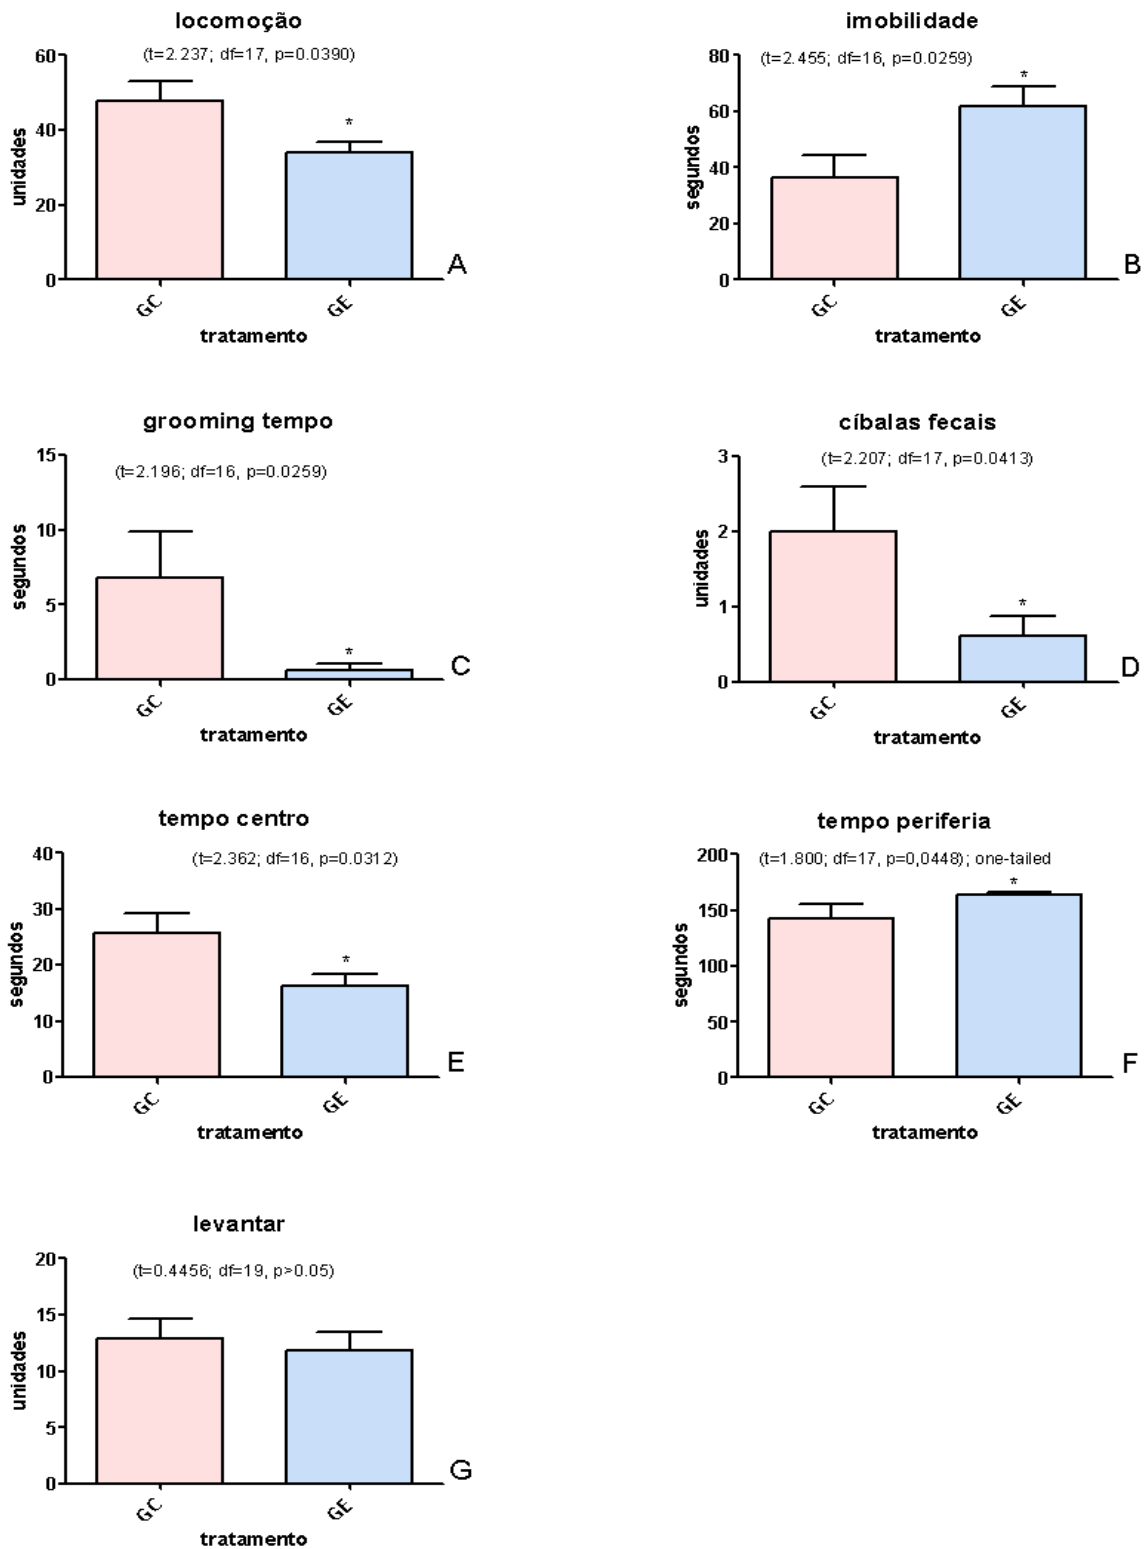 locomoção
(t=2.237; df=17, p=0.0390)
60
40
20
0
unidades
*
GC
GE
tratamento
A
imobilidade
(t=2.455; df=16, p=0.0259)
80
60
40
20
0
segundos
*
GC
GE
tratamento
B
grooming tempo
(t=2.196; df=16, p=0.0259)
15
10
5
0
segundos
*
GC
GE
tratamento
C
cíbalas fecais
(t=2.207; df=17, p=0.0413)
3
2
1
0
unidades
*
GC
GE
tratamento
D
tempo centro
(t=2.362; df=16, p=0.0312)
40
30
20
10
0
segundos
*
GC
GE
tratamento
E
tempo periferia
(t=1.800; df=17, p=0,0448); one-tailed
200
150
100
50
0
segundos
*
GC
GE
tratamento
F
levantar
(t=0.4456; df=19, p>0.05)
20
15
10
5
0
unidades
GC
GE
tratamento
G